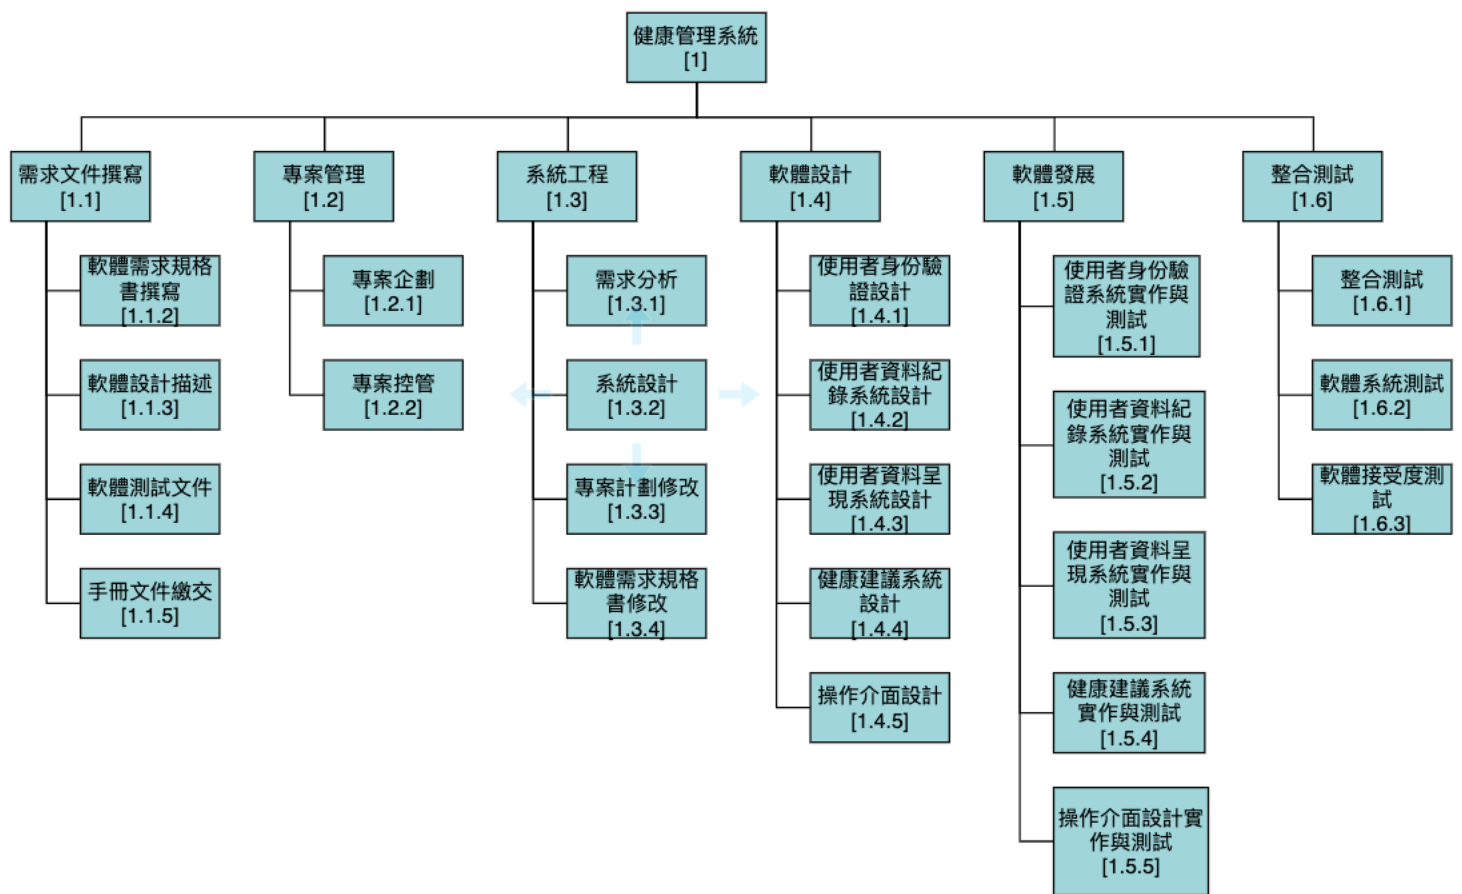 健康管理系統
[1]
需求文件撰寫
[1.1]
專案管理
[1.2]
系統工程
[1.3]
軟體設計
[1.4]
軟體發展
[1.5]
整合測試
[1.6]
軟體需求規格
書撰寫
[1.1.2]
軟體設計描述
[1.1.3]
軟體測試文件
[1.1.4]
手冊文件繳交
[1.1.5]
專案企劃
[1.2.1]
專案控管
[1.2.2]
需求分析
[1.3.1]
系統設計
[1.3.2]
專案計劃修改
[1.3.3]
軟體需求規格
書修改
[1.3.4]
使用者身份驗
證設計
[1.4.1]
使用者資料紀
錄系統設計
[1.4.2]
使用者資料呈
現系統設計
[1.4.3]
健康建議系統
設計
[1.4.4]
操作介面設計
[1.4.5]
使用者身份驗
證系統實作與
測試
[1.5.1]
使用者資料紀
錄系統實作與
測試
[1.5.2]
使用者資料呈
現系統實作與
測試
[1.5.3]
健康建議系統
實作與測試
[1.5.4]
操作介面設計實
作與測試
[1.5.5]
整合測試
[1.6.1]
軟體系統測試
[1.6.2]
軟體接受度測
試
[1.6.3]